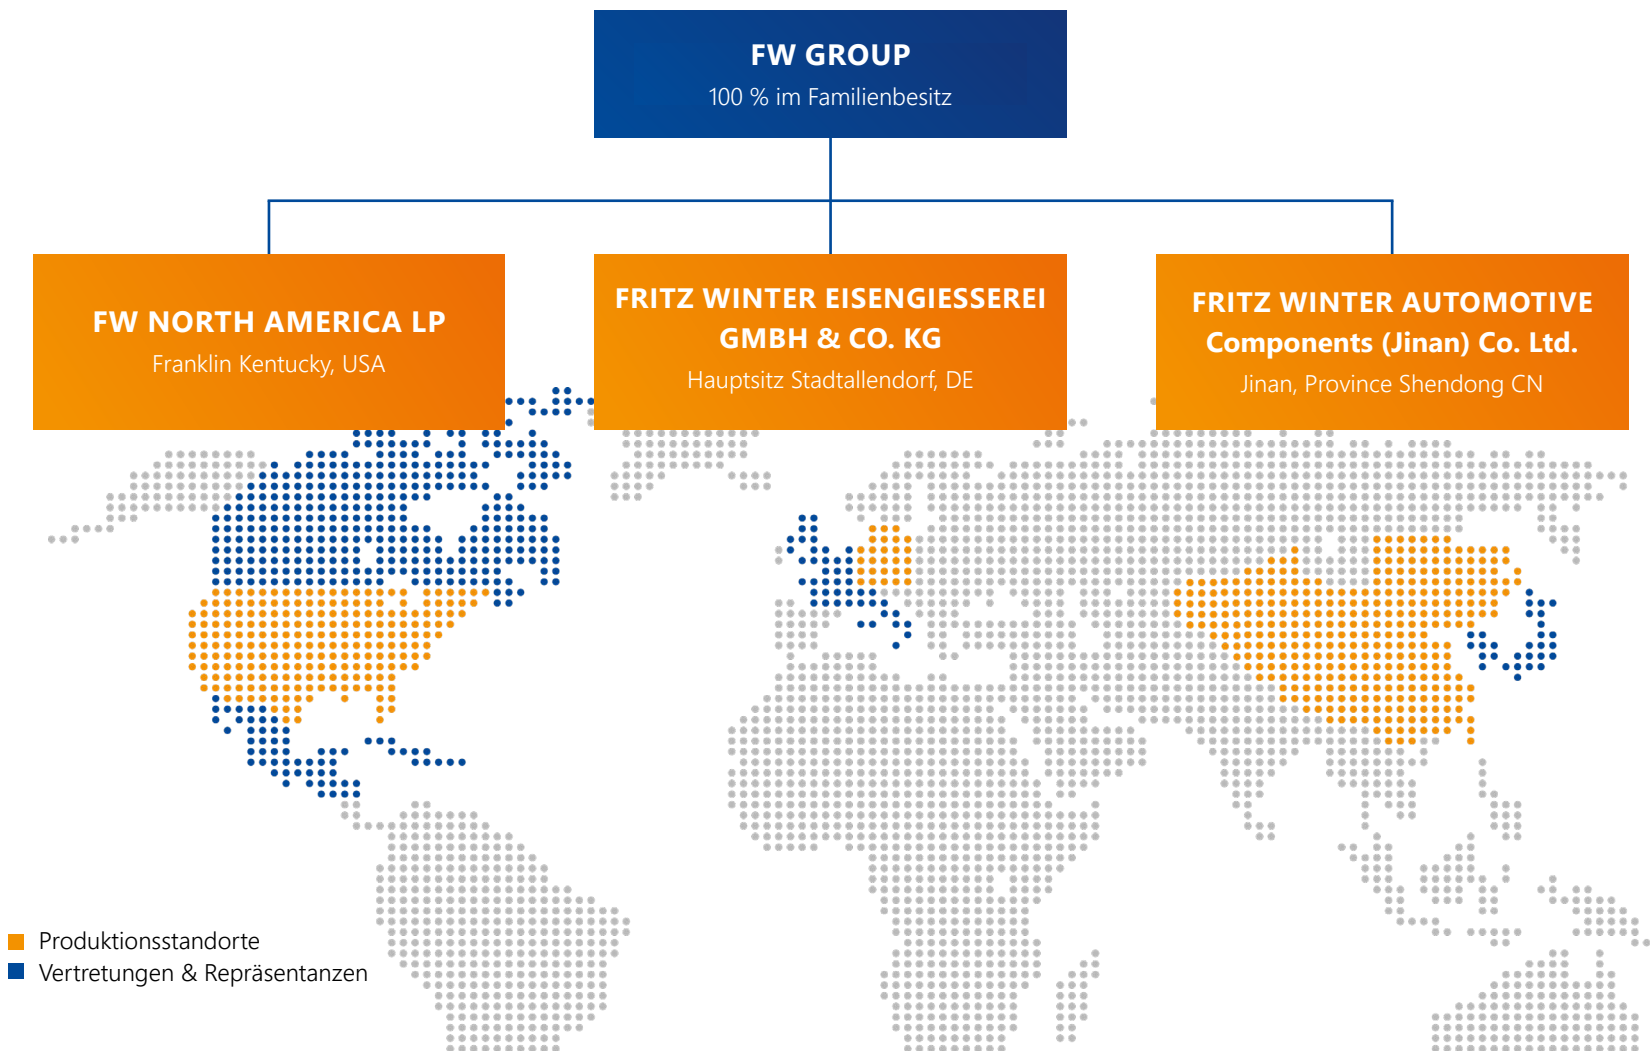 FW GROUP
100 % im Familienbesitz
FW NORTH AMERICA LP
Franklin Kentucky, USA
FRITZ WINTER EISENGIESSEREI
GMBH & CO. KG
Hauptsitz Stadtallendorf, DE
FRITZ WINTER AUTOMOTIVE
Components (Jinan) Co. Ltd.
Jinan, Province Shendong CN
Produktionsstandorte
Vertretungen & Repräsentanzen